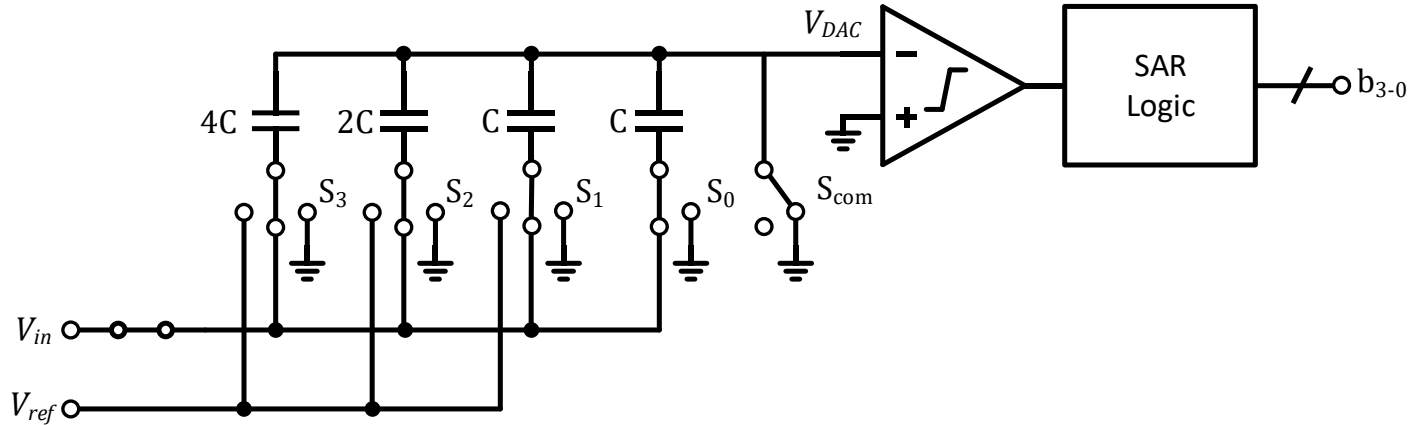 V_DAC
SAR
Logic
b_3-0
4C
2C
C
C
S_3
S_2
S_1
S_0
S_com
V_in
V_ref